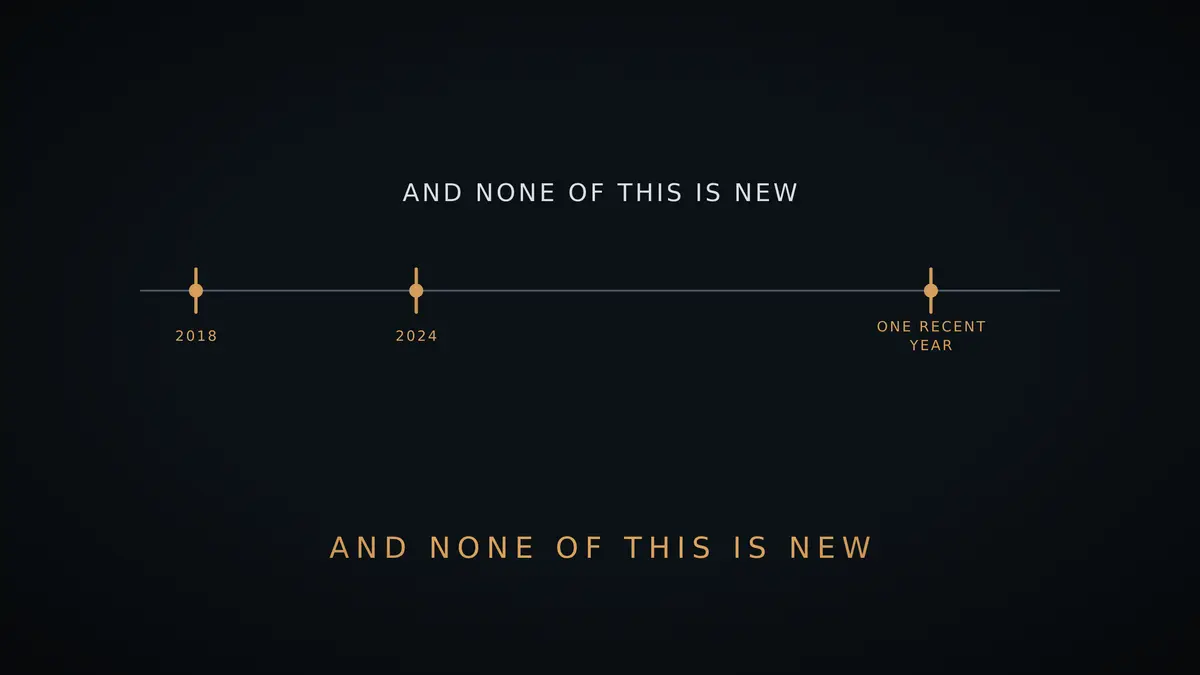 AND NONE OF THIS IS NEW
2018
2024
ONE RECENT
YEAR
AND NONE OF THIS IS NEW